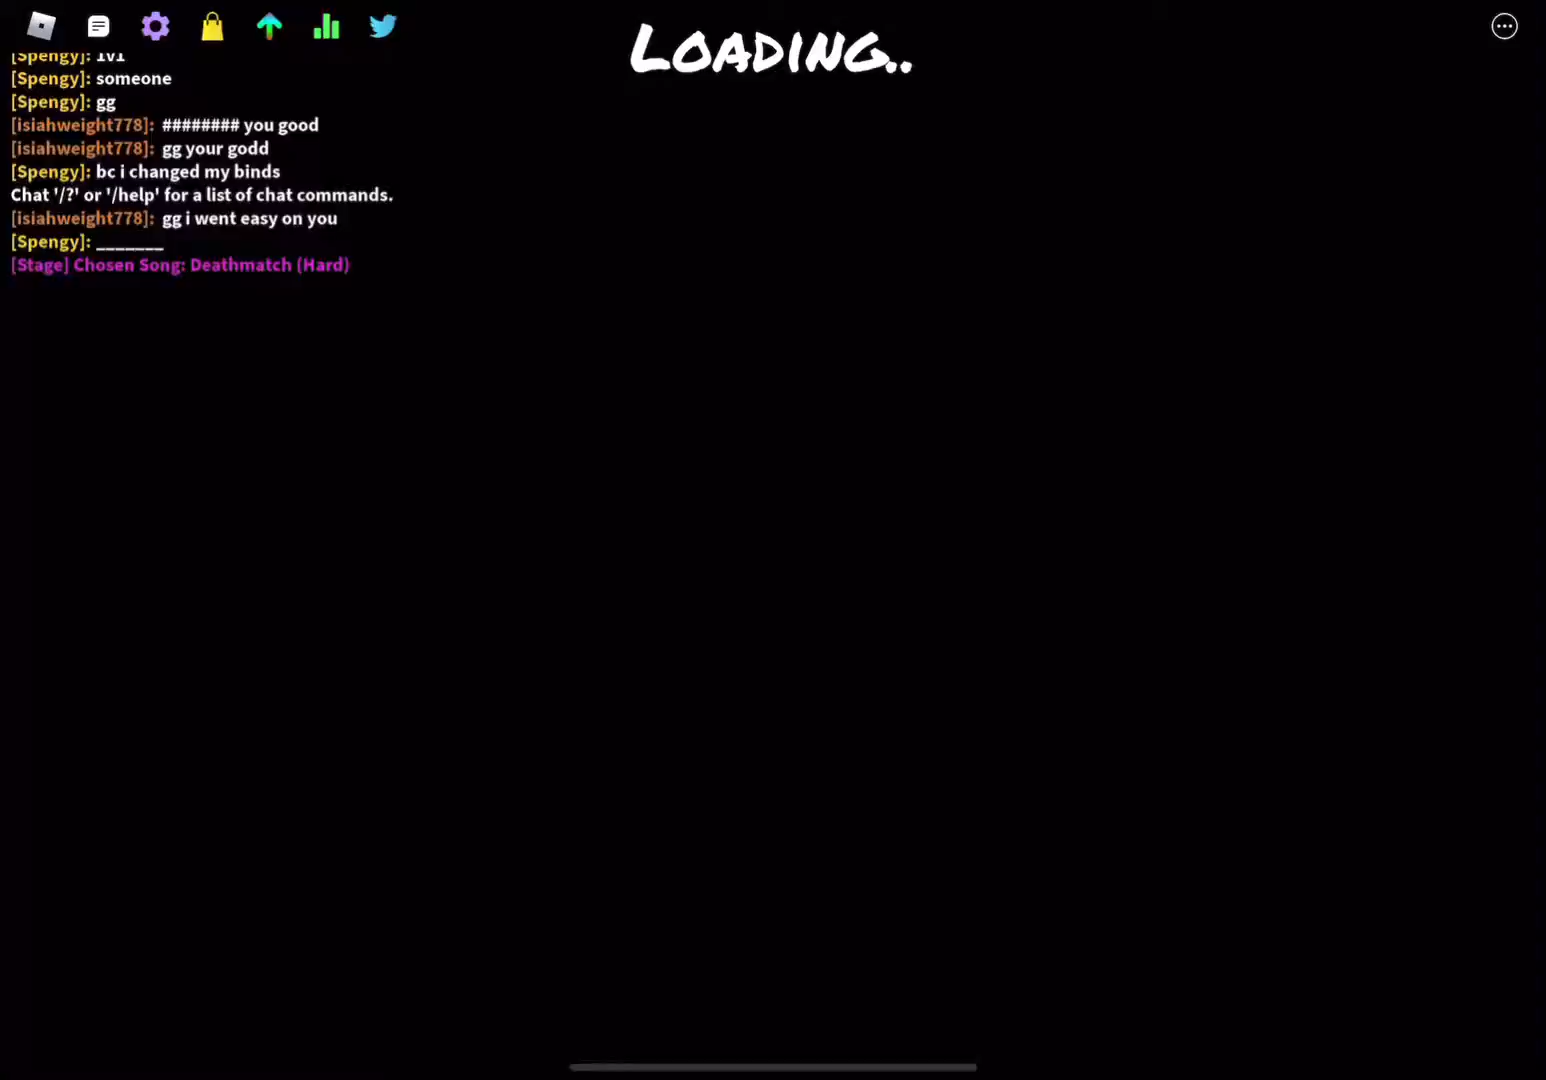 LOADING..
[Spengy]: 1v1
[Spengy]: someone
[Spengy]: gg
[isiahweight778]: ######## you good
[isiahweight778]: gg your godd
[Spengy]: bc i changed my binds
Chat '/?' or '/help' for a list of chat commands.
[isiahweight778]: gg i went easy on you
[Spengy]: _______
[Stage] Chosen Song: Deathmatch (Hard)